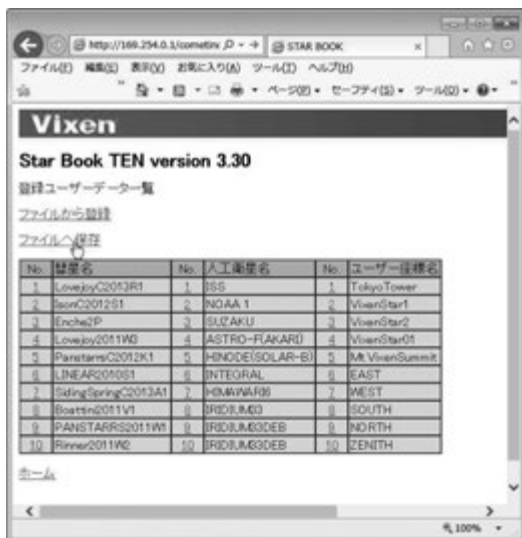 http://169.254.0.1/cometinv
STAR BOOK
ファイル(F) 編集(E) 表示(V) お気に入り(A) ツール(T) ヘルプ(H)
ページ(P) セーフティ(S) ツール(O)
Vixen
Star Book TEN version 3.30
登録ユーザーデータ一覧
ファイルから登録
ファイルへ保存
No. 彗星名 No. 人工衛星名 No. ユーザー座標名
1 LovejoyC2013R1 1 ISS 1 TokyoTower
2 IsonC2012S1 2 NOAA 1 2 VixenStar1
3 Enche2P 3 SUZAKU 3 VixenStar2
4 Lovejoy2011W3 4 ASTRO-F(AKARI) 4 VixenStar01
5 PanstarrsC2012K1 5 HINODE(SOLAR-B) 5 Mt.VixenSummit
6 LINEAR2010S1 6 INTEGRAL 6 EAST
7 SidingSpringC2013A1 7 HIMAWARI6 7 WEST
8 Boattini2011V1 8 IRIDIUM33 8 SOUTH
9 PANSTARRS2011W1 9 IRIDIUM33DEB 9 NORTH
10 Rinner2011W2 10 IRIDIUM33DEB 10 ZENITH
ホーム
100%